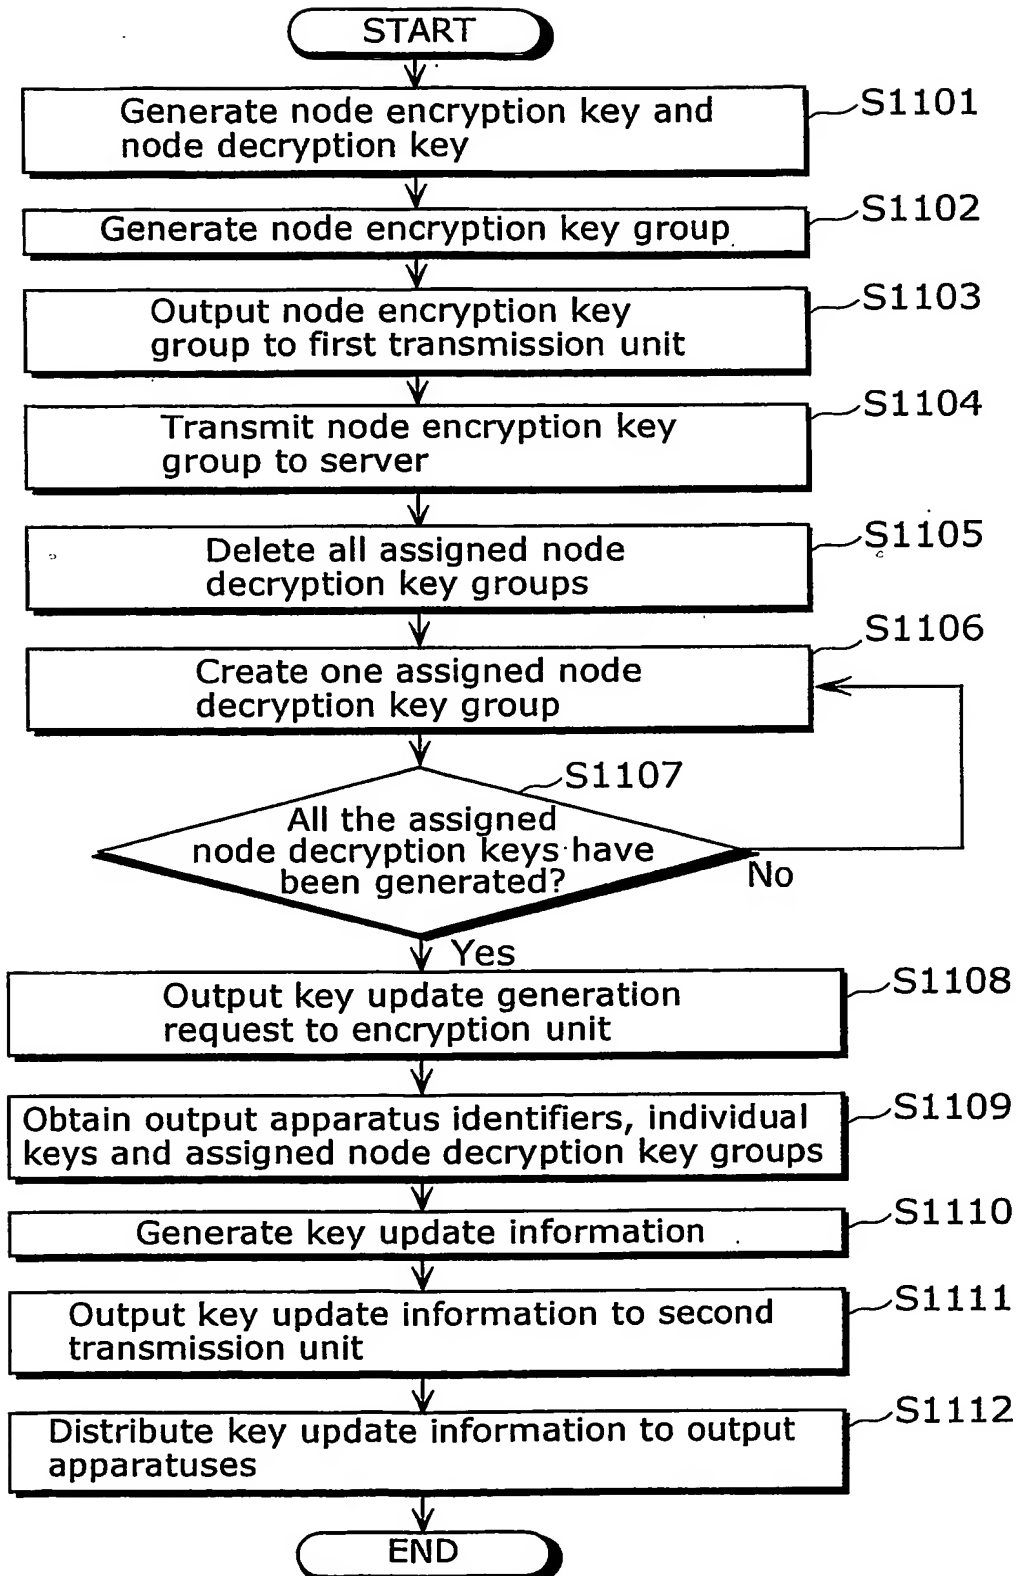 START
Generate node encryption key and
node decryption key
S1101
Generate node encryption key group
S1102
Output node encryption key
group to first transmission unit
S1103
Transmit node encryption key
group to server
S1104
Delete all assigned node
decryption key groups
S1105
Create one assigned node
decryption key group
S1106
All the assigned
node decryption keys have
been generated?
S1107
No
Yes
Output key update generation
request to encryption unit
S1108
Obtain output apparatus identifiers, individual
keys and assigned node decryption key groups
S1109
Generate key update information
S1110
Output key update information to second
transmission unit
S1111
Distribute key update information to output
apparatuses
S1112
END